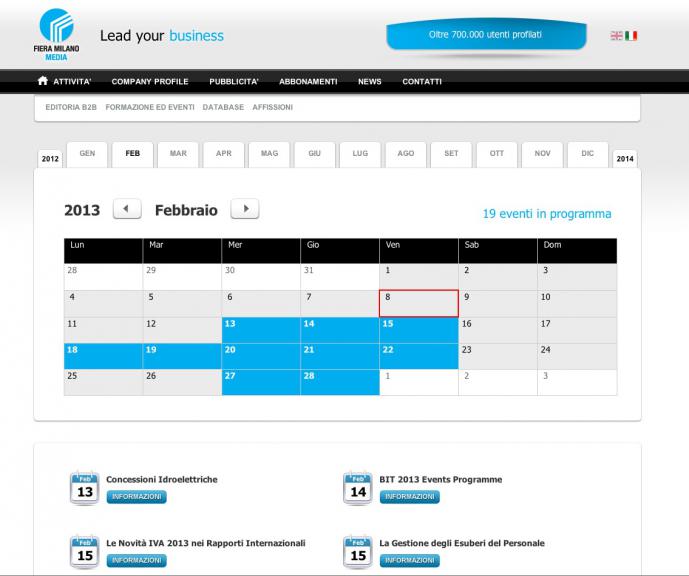 FIERA MILANO
MEDIA
Lead your business
Oltre 700.000 utenti profilati
ATTIVITA' COMPANY PROFILE PUBBLICITA' ABBONAMENTI NEWS CONTATTI
EDITORIA B2B FORMAZIONE ED EVENTI DATABASE AFFISSIONI
2012 GEN FEB MAR APR MAG GIU LUG AGO SET OTT NOV DIC 2014
2013 Febbraio
19 eventi in programma
Lun Mar Mer Gio Ven Sab Dom
28 29 30 31 1 2 3
4 5 6 7 8 9 10
11 12 13 14 15 16 17
18 19 20 21 22 23 24
25 26 27 28 1 2 3
Feb 13 Concessioni Idroelettriche
INFORMAZIONI
Feb 14 BIT 2013 Events Programme
INFORMAZIONI
Feb 15 Le Novità IVA 2013 nei Rapporti Internazionali
INFORMAZIONI
Feb 15 La Gestione degli Esuberi del Personale
INFORMAZIONI